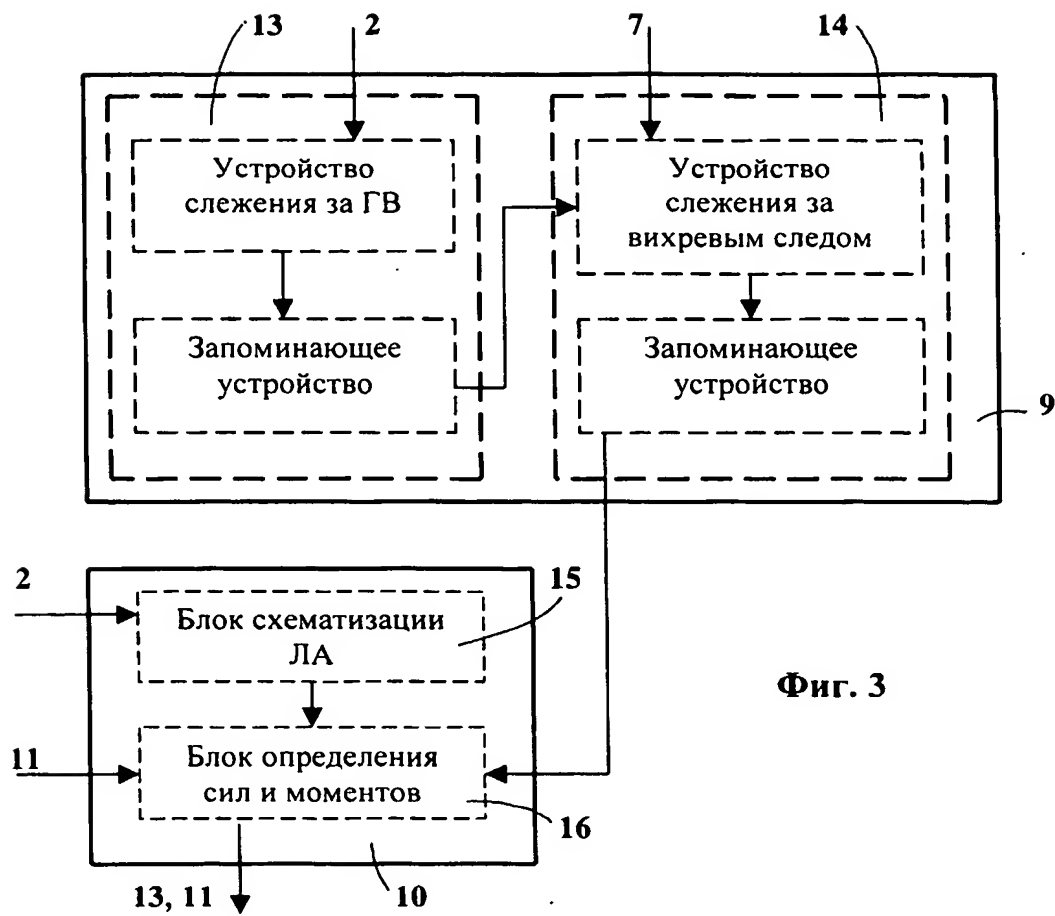 13
2
7
14
Устройство
слежения за ГВ
Устройство
слежения за
вихревым следом
Запоминающее
устройство
Запоминающее
устройство
9
2
15
Блок схематизации
ЛА
Фиг. 3
11
Блок определения
сил и моментов
16
13, 11
10